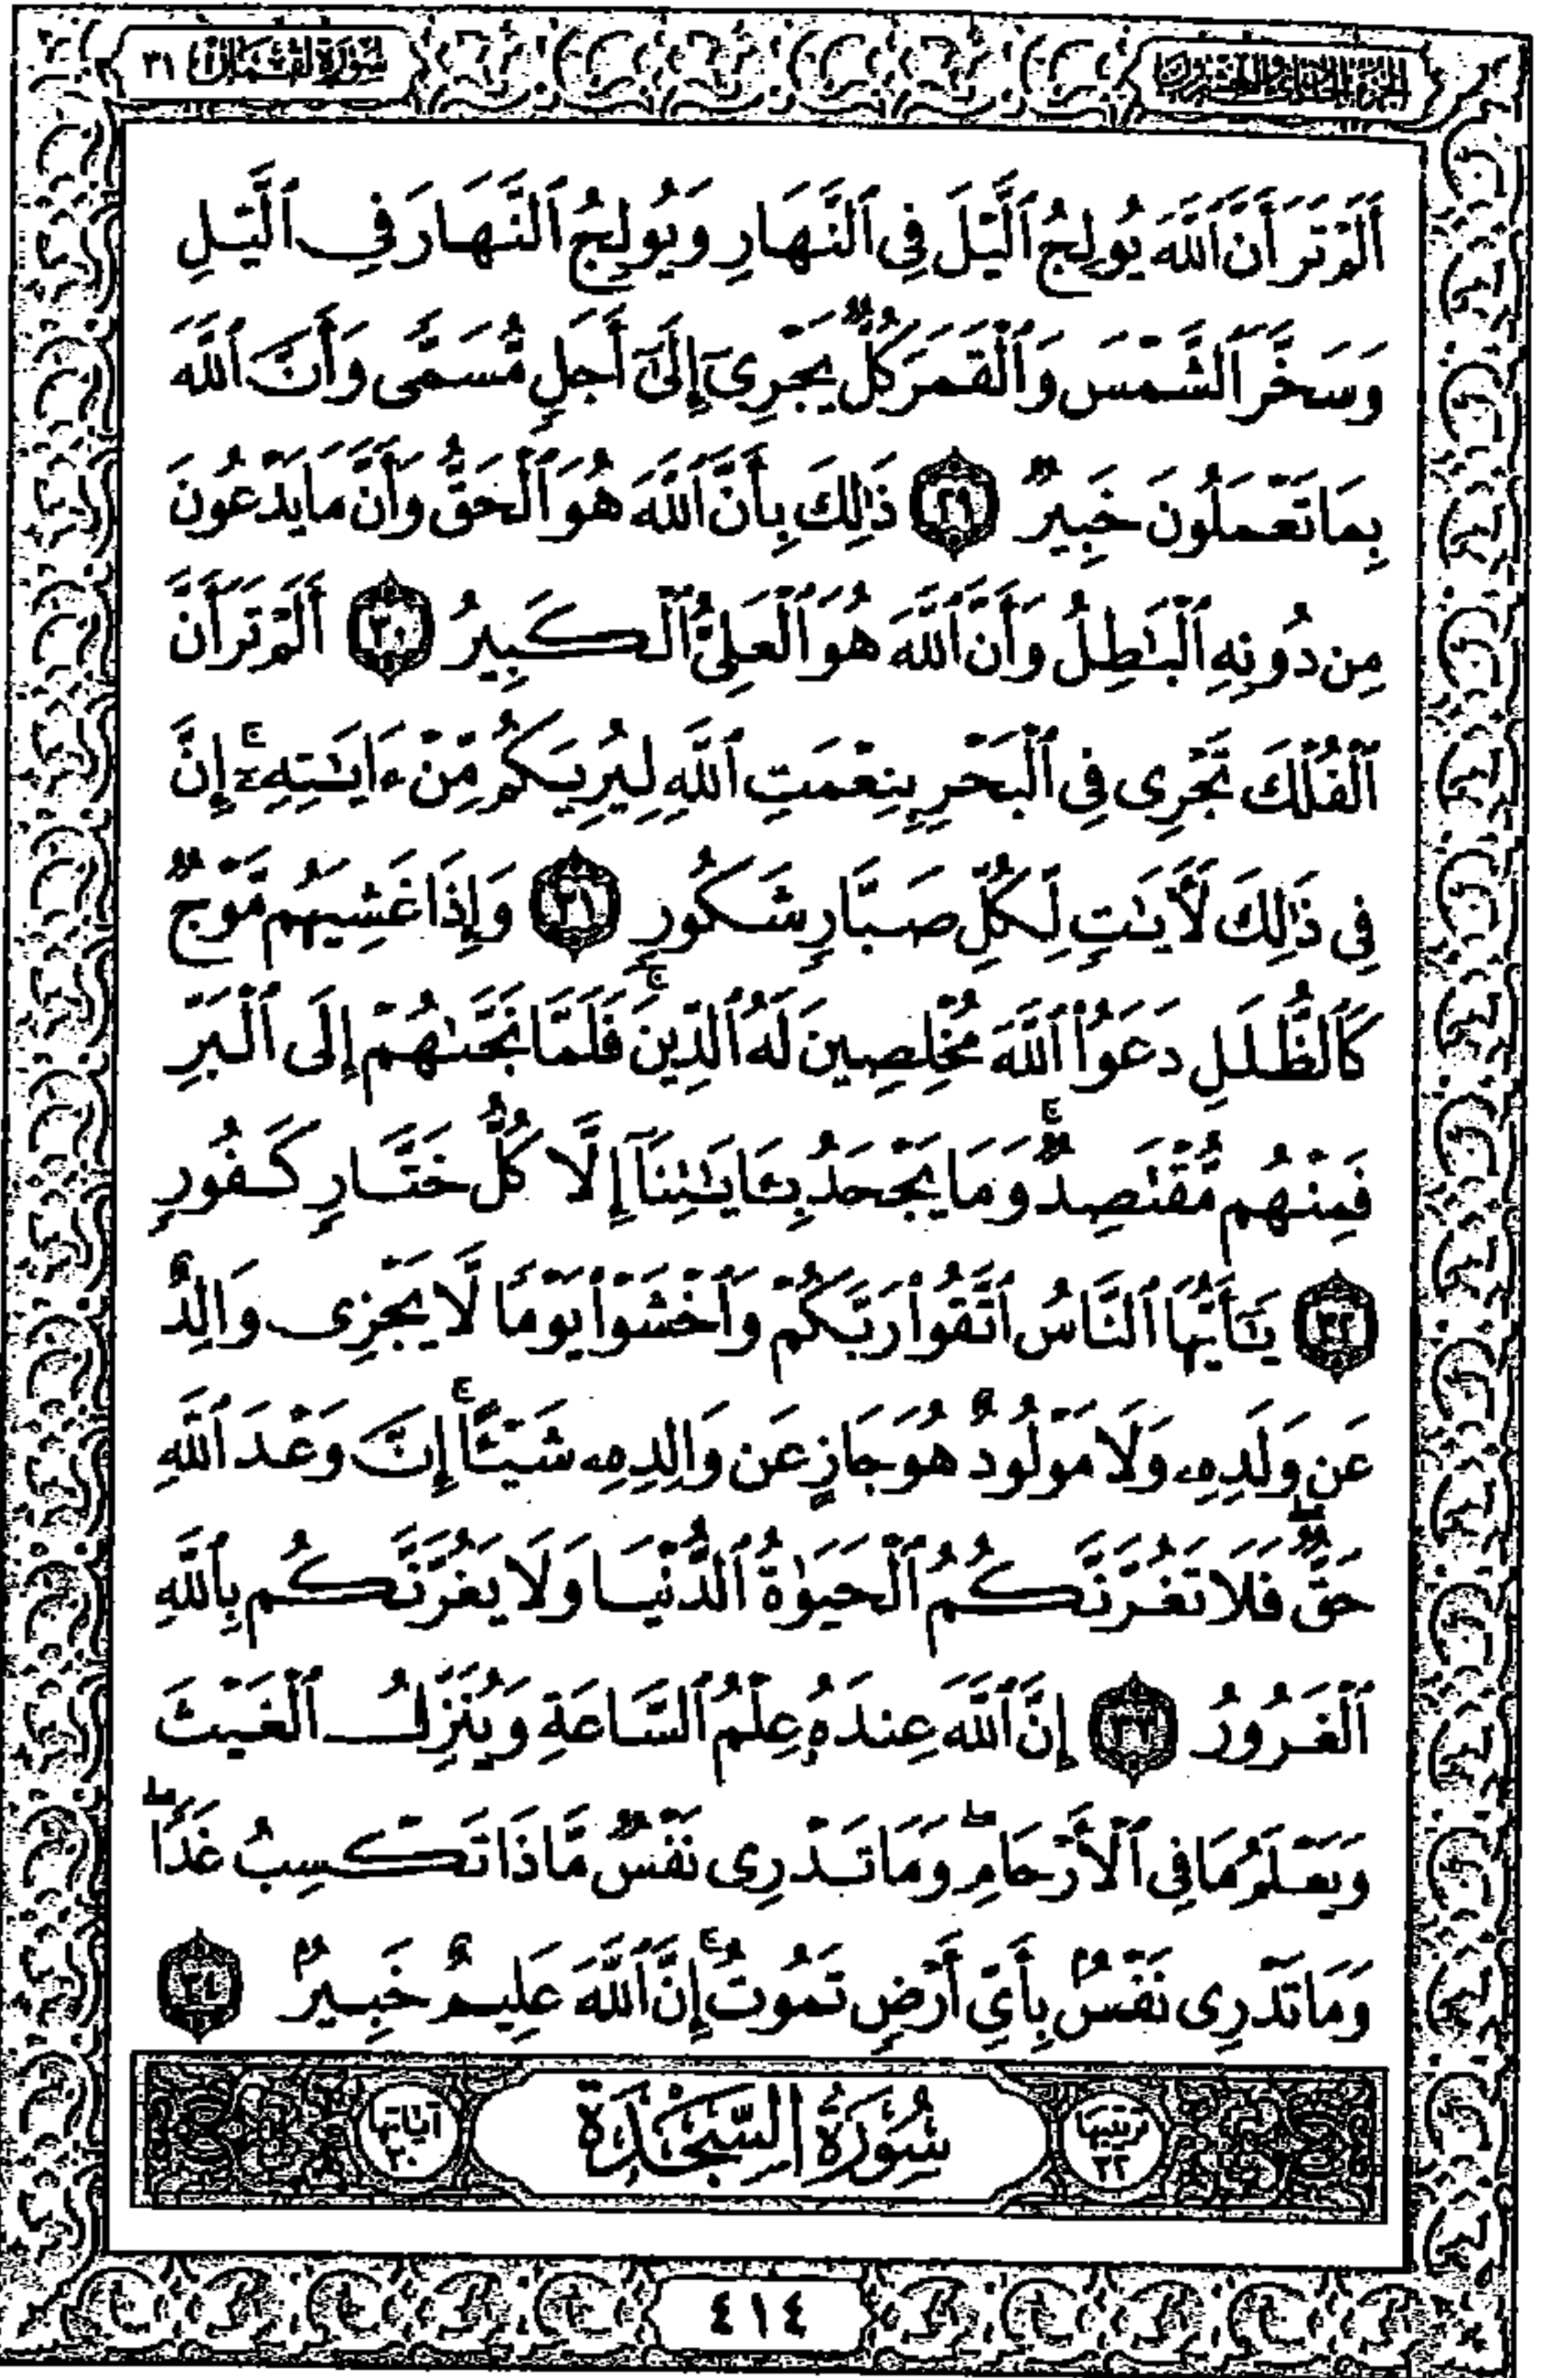 الجزء الحادي والعشرون
سورة لقمان ٣١
أَلَمْ تَرَ أَنَّ ٱللَّهَ يُولِجُ ٱلَّيْلَ فِى ٱلنَّهَارِ وَيُولِجُ ٱلنَّهَارَ فِى ٱلَّيْلِ
وَسَخَّرَ ٱلشَّمْسَ وَٱلْقَمَرَ كُلٌّ يَجْرِىٓ إِلَىٰٓ أَجَلٍ مُّسَمًّى وَأَنَّ ٱللَّهَ
بِمَا تَعْمَلُونَ خَبِيرٌ ٢٩ ذَٰلِكَ بِأَنَّ ٱللَّهَ هُوَ ٱلْحَقُّ وَأَنَّ مَا يَدْعُونَ
مِن دُونِهِ ٱلْبَٰطِلُ وَأَنَّ ٱللَّهَ هُوَ ٱلْعَلِىُّ ٱلْكَبِيرُ ٣٠ أَلَمْ تَرَ أَنَّ
ٱلْفُلْكَ تَجْرِى فِى ٱلْبَحْرِ بِنِعْمَتِ ٱللَّهِ لِيُرِيَكُم مِّنْ ءَايَٰتِهِۦٓ ۚ إِنَّ
فِى ذَٰلِكَ لَءَايَٰتٍ لِّكُلِّ صَبَّارٍ شَكُورٍ ٣١ وَإِذَا غَشِيَهُم مَّوْجٌ
كَٱلظُّلَلِ دَعَوُا۟ ٱللَّهَ مُخْلِصِينَ لَهُ ٱلدِّينَ ۚ فَلَمَّا نَجَّىٰهُمْ إِلَى ٱلْبَرِّ
فَمِنْهُم مُّقْتَصِدٌ ۚ وَمَا يَجْحَدُ بِـَٔايَٰتِنَآ إِلَّا كُلُّ خَتَّارٍ كَفُورٍ
٣٢ يَٰٓأَيُّهَا ٱلنَّاسُ ٱتَّقُوا۟ رَبَّكُمْ وَٱخْشَوْا۟ يَوْمًا لَّا يَجْزِى وَالِدٌ
عَن وَلَدِهِۦ وَلَا مَوْلُودٌ هُوَ جَازٍ عَن وَالِدِهِۦ شَيْـًٔا ۚ إِنَّ وَعْدَ ٱللَّهِ
حَقٌّ ۖ فَلَا تَغُرَّنَّكُمُ ٱلْحَيَوٰةُ ٱلدُّنْيَا وَلَا يَغُرَّنَّكُم بِٱللَّهِ
ٱلْغَرُورُ ٣٣ إِنَّ ٱللَّهَ عِندَهُۥ عِلْمُ ٱلسَّاعَةِ وَيُنَزِّلُ ٱلْغَيْثَ
وَيَعْلَمُ مَا فِى ٱلْأَرْحَامِ ۖ وَمَا تَدْرِى نَفْسٌ مَّاذَا تَكْسِبُ غَدًا ۖ
وَمَا تَدْرِى نَفْسٌۢ بِأَىِّ أَرْضٍ تَمُوتُ ۚ إِنَّ ٱللَّهَ عَلِيمٌ خَبِيرٌۢ ٣٤
ترتيبها ٣٢ سُورَةُ السَّجْدَةِ آياتها ٣٠
٤١٤